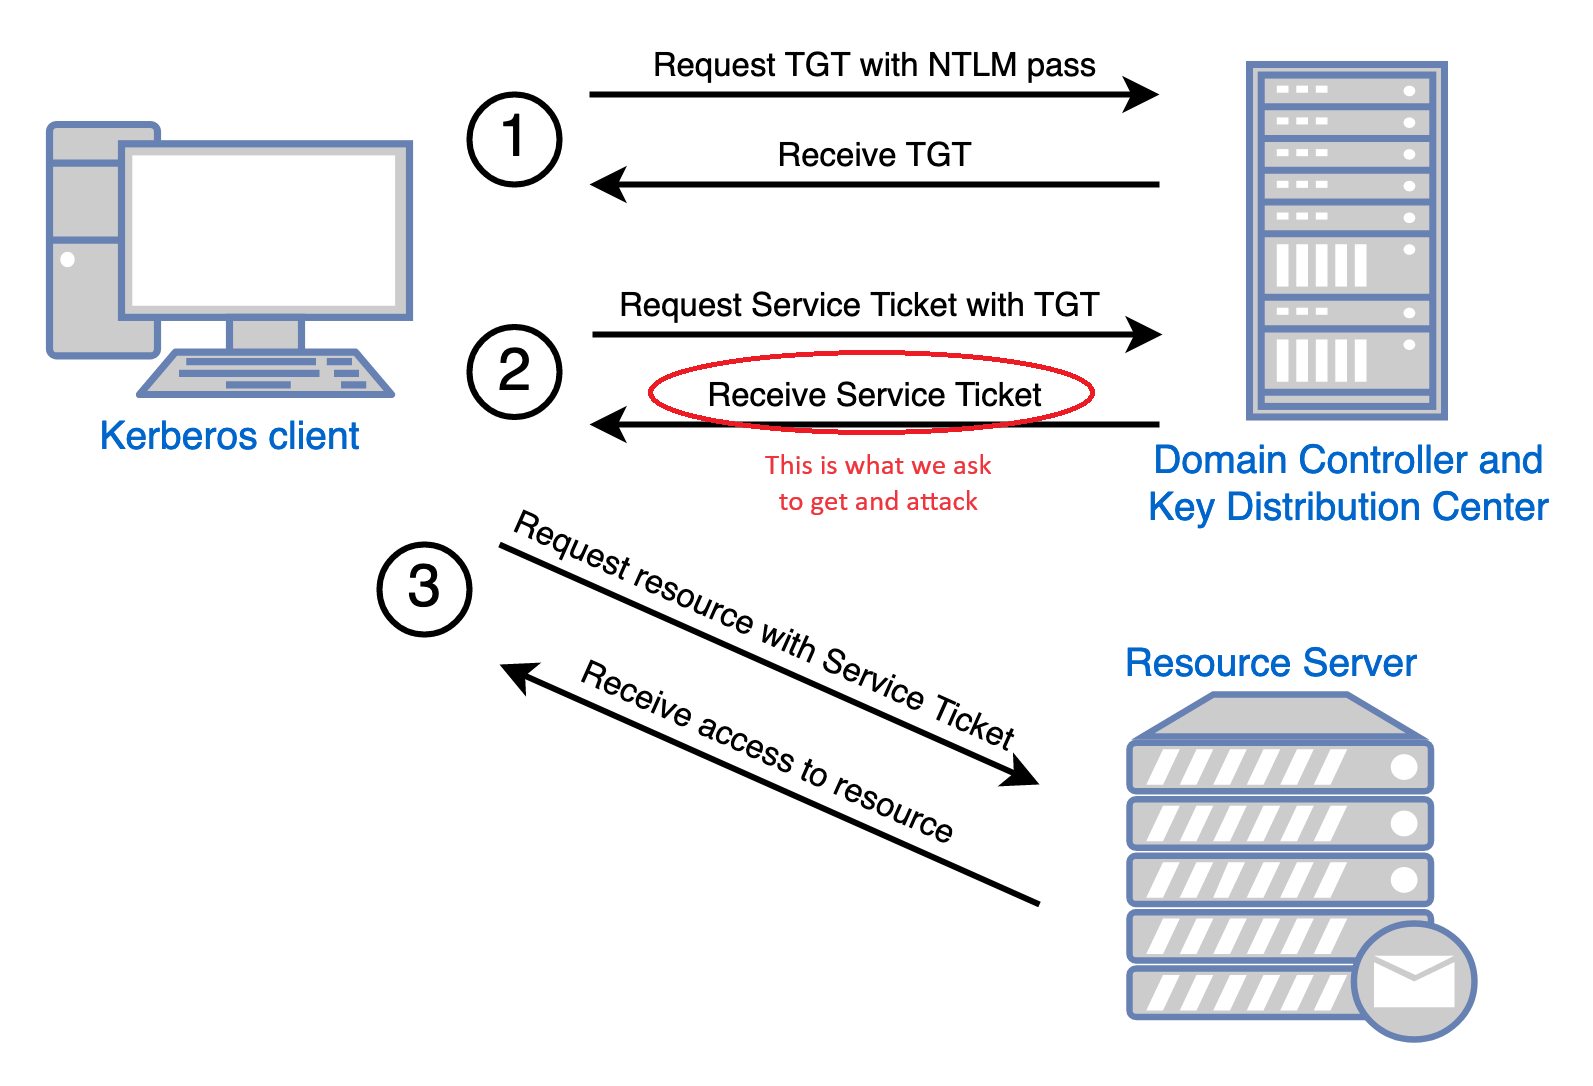 Request TGT with NTLM pass
1
Receive TGT
Request Service Ticket with TGT
2
Receive Service Ticket
Kerberos client
This is what we ask
to get and attack
Domain Controller and
Key Distribution Center
3
Request resource with Service Ticket
Receive access to resource
Resource Server